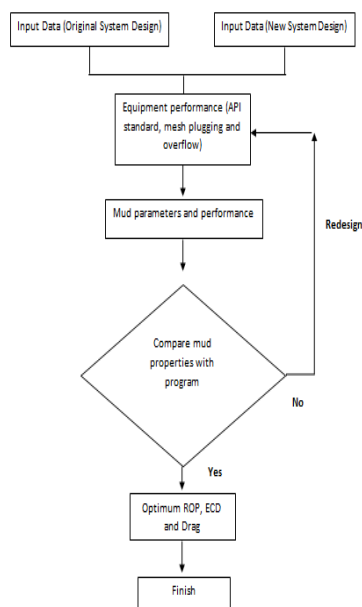 Input Data (Original System Design)
Input Data (New System Design)
Equipment performance (API
standard, mesh plugging and
overflow)
Mud parameters and performance
Redesign
Compare mud
properties with
program
No
Yes
Optimum ROP, ECD
and Drag
Finish